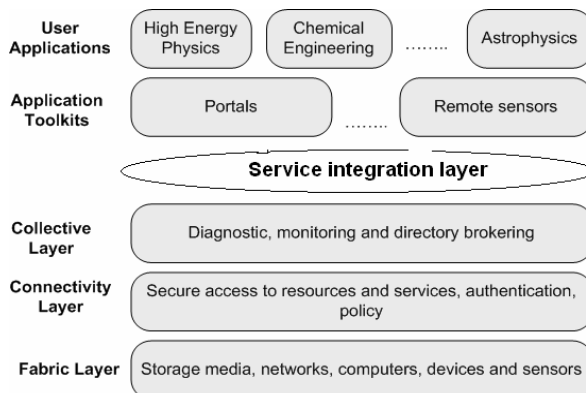 User Applications
High Energy Physics
Chemical Engineering
........
Astrophysics
Application Toolkits
Portals
......
Remote sensors
Service integration layer
Collective Layer
Diagnostic, monitoring and directory brokering
Connectivity Layer
Secure access to resources and services, authentication,
policy
Fabric Layer
Storage media, networks, computers, devices and sensors